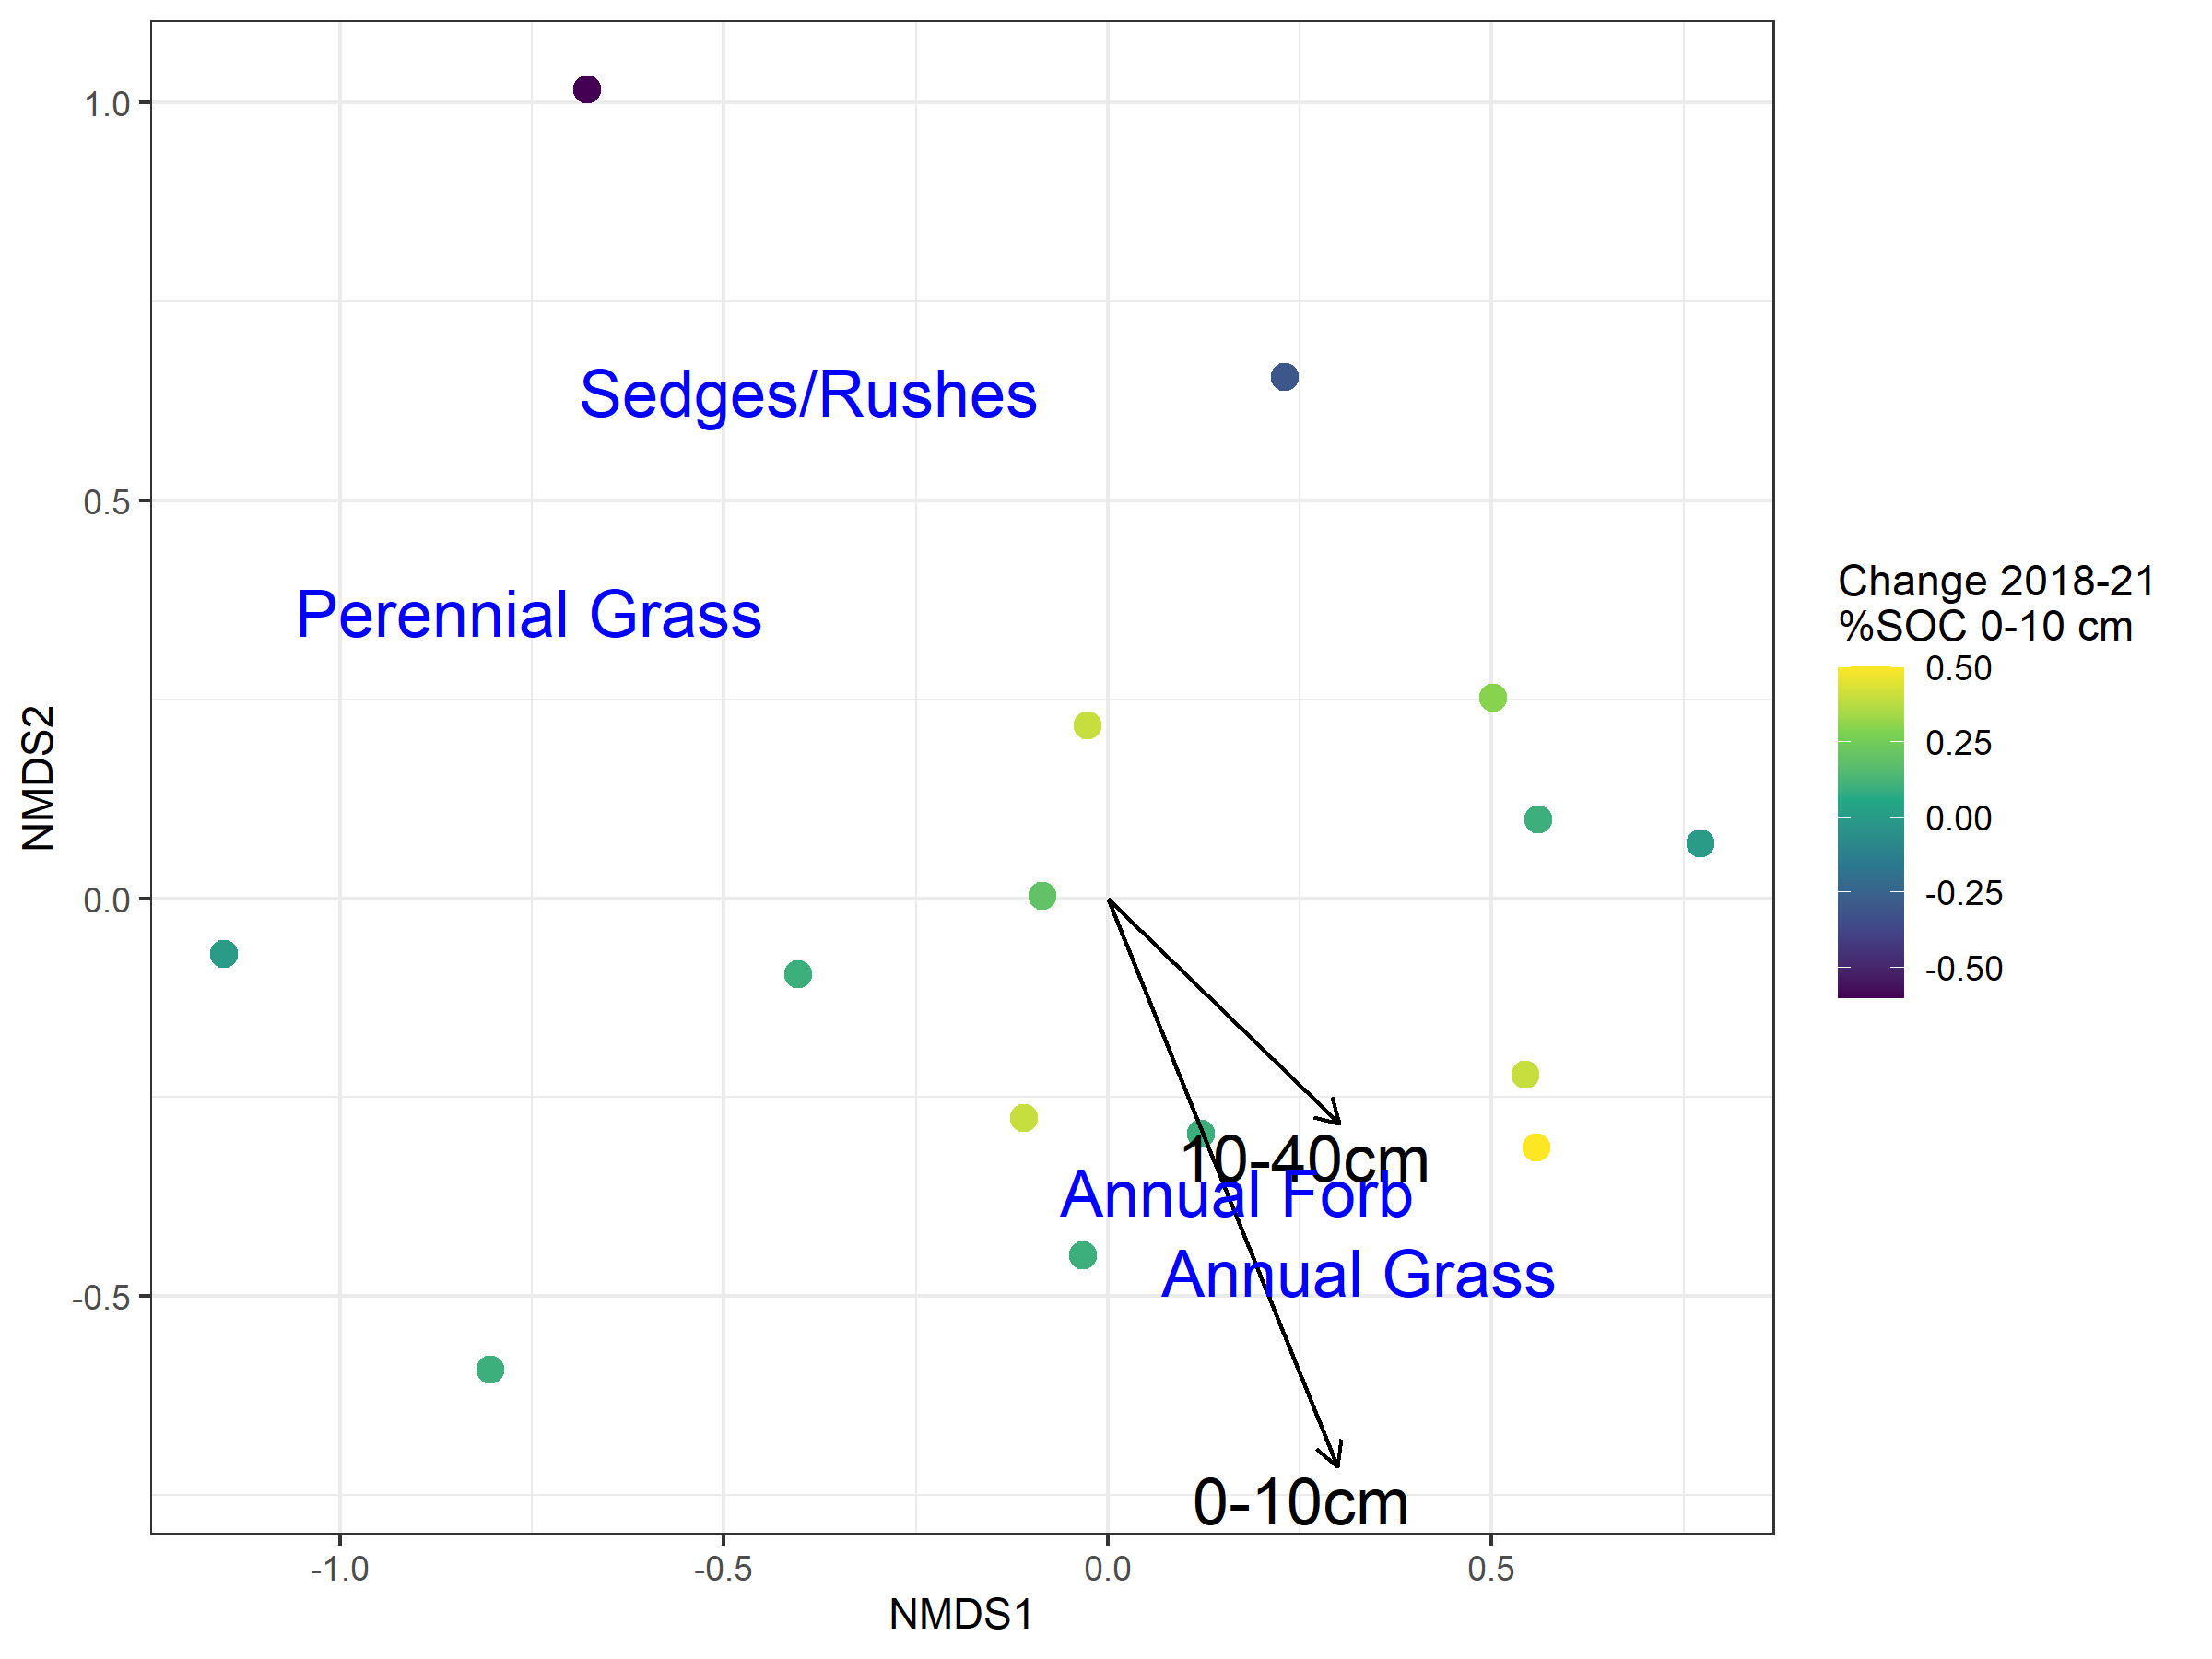 1.0
0.5
0.0
-0.5
NMDS2
Sedges/Rushes
Perennial Grass
10-40cm
Annual Forb
Annual Grass
0-10cm
-1.0
-0.5
0.0
0.5
NMDS1
Change 2018-21
%SOC 0-10 cm
0.50
0.25
0.00
-0.25
-0.50